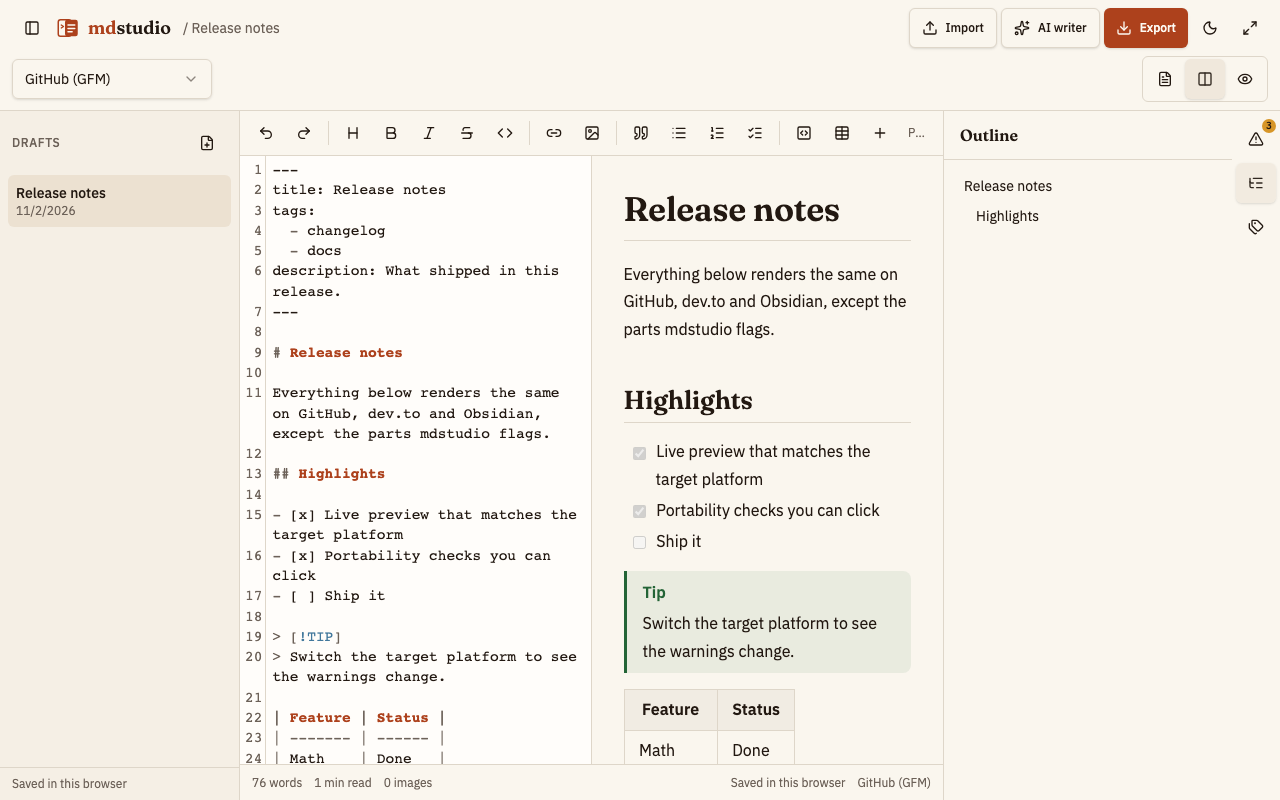 mdstudio / Release notes
Import
AI writer
Export
GitHub (GFM)
DRAFTS
Release notes
11/2/2026
Saved in this browser
P...
1 ---
2 title: Release notes
3 tags:
4   - changelog
5   - docs
6 description: What shipped in this
release.
7 ---
8
9 # Release notes
10
11 Everything below renders the same
on GitHub, dev.to and Obsidian,
except the parts mdstudio flags.
12
13 ## Highlights
14
15 - [x] Live preview that matches the
target platform
16 - [x] Portability checks you can
click
17 - [ ] Ship it
18
19 > [!TIP]
20 > Switch the target platform to see
the warnings change.
21
22 | Feature | Status |
23 | ------- | ------ |
24 | Math    | Done   |
Release notes
Everything below renders the same on
GitHub, dev.to and Obsidian, except the
parts mdstudio flags.
Highlights
Live preview that matches the
target platform
Portability checks you can click
Ship it
Tip
Switch the target platform to see
the warnings change.
Feature Status
Math Done
76 words 1 min read 0 images
Saved in this browser GitHub (GFM)
Outline
3
Release notes
Highlights